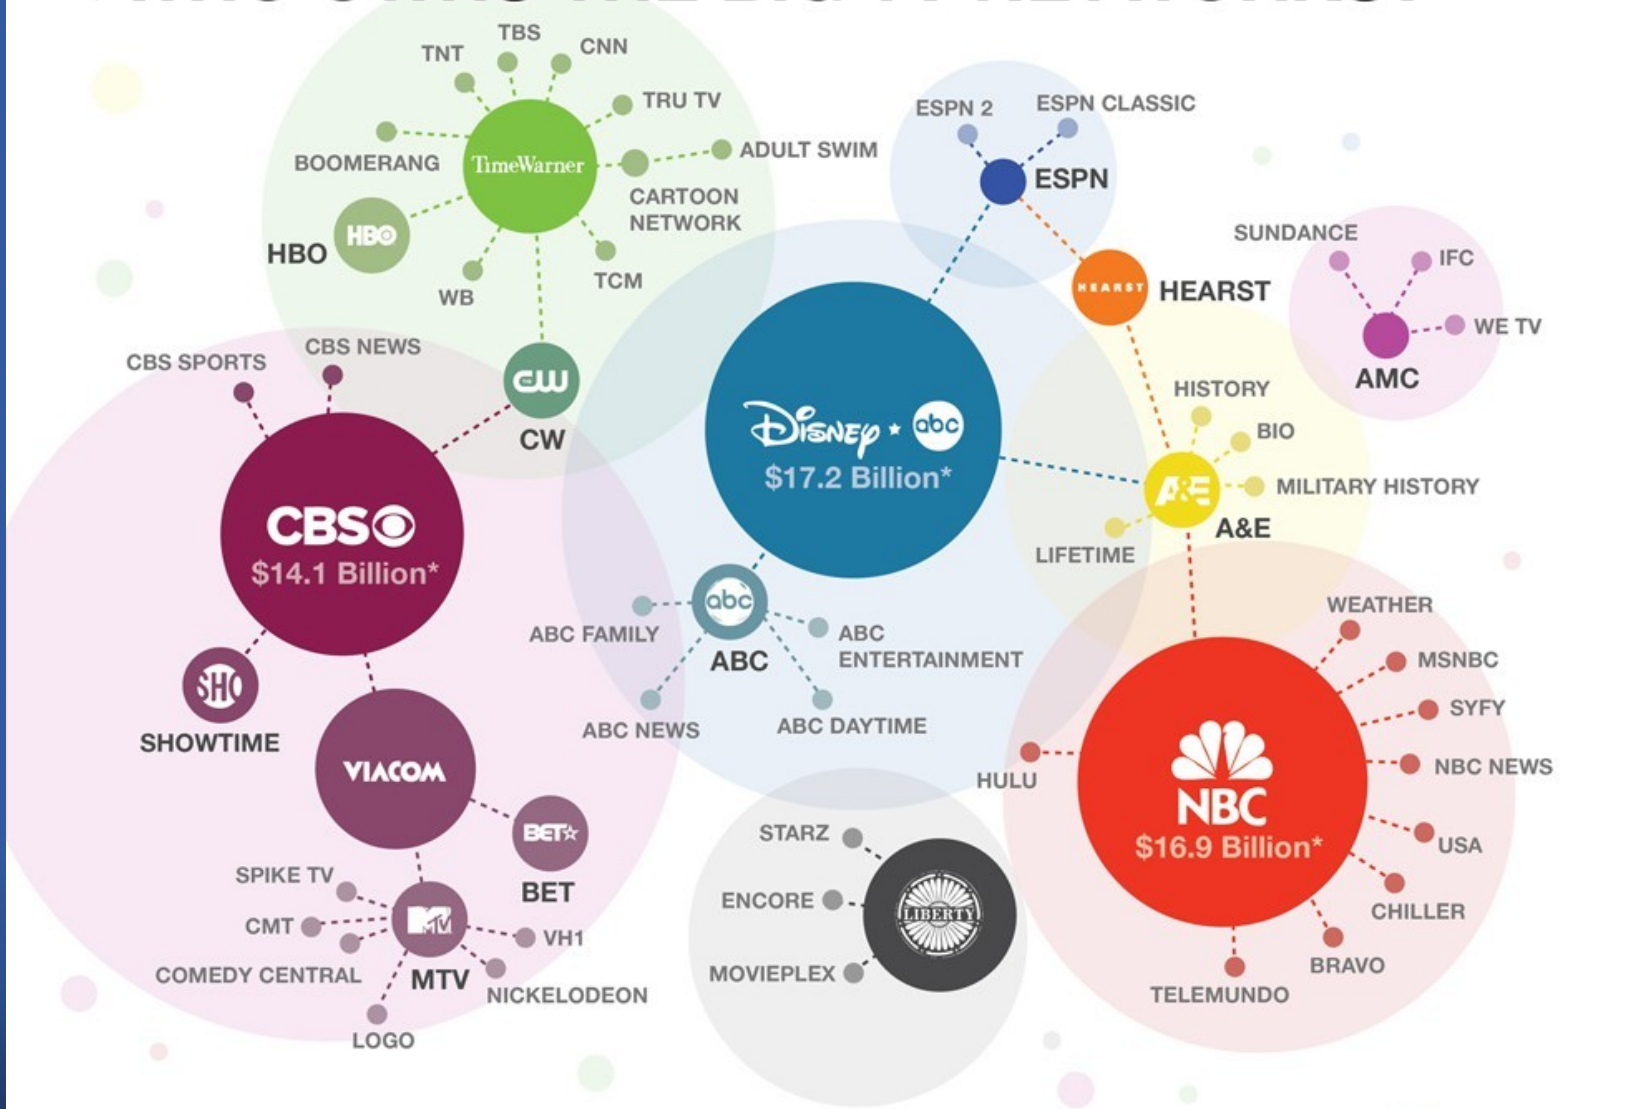 TBS
CNN
TNT
TRU TV
BOOMERANG
TimeWarner
ADULT SWIM
CARTOON
NETWORK
HBO
HBO
WB
TCM
CBS SPORTS
CBS NEWS
CW
CW
CBS
$14.1 Billion*
SHO
SHOWTIME
VIACOM
BET
BET
SPIKE TV
CMT
COMEDY CENTRAL
MTV
MTV
VH1
NICKELODEON
LOGO
ESPN 2
ESPN CLASSIC
ESPN
HEARST
HEARST
Disney abc
$17.2 Billion*
abc
ABC
ABC FAMILY
ABC
ENTERTAINMENT
ABC NEWS
ABC DAYTIME
SUNDANCE
IFC
WE TV
AMC
HISTORY
BIO
MILITARY HISTORY
A&E
A&E
LIFETIME
WEATHER
MSNBC
SYFY
NBC NEWS
USA
CHILLER
BRAVO
TELEMUNDO
HULU
NBC
$16.9 Billion*
STARZ
ENCORE
MOVIEPLEX
LIBERTY